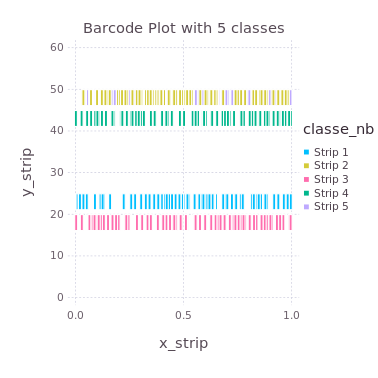 Barcode Plot with 5 classes
60
50
40
30
20
10
0
y_strip
0.0
0.5
1.0
x_strip
classe_nb
Strip 1
Strip 2
Strip 3
Strip 4
Strip 5